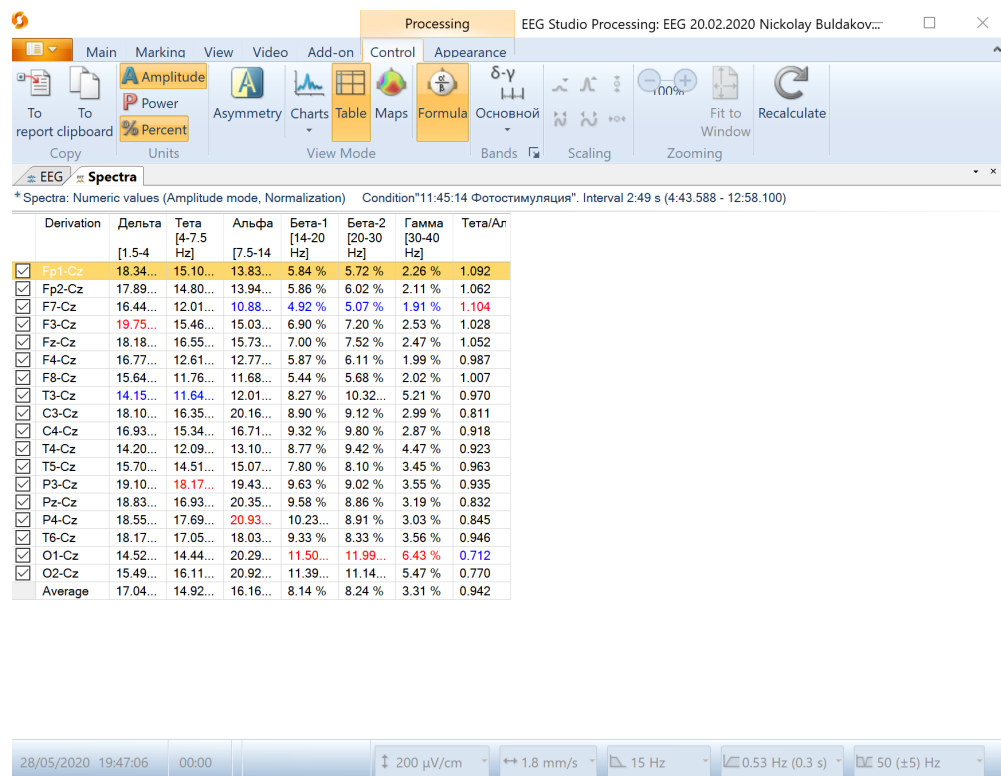 Processing EEG Studio Processing: EEG 20.02.2020 Nickolay Buldakov...
Main Marking View Video Add-on Control Appearance
To report To clipboard Amplitude Power Percent Asymmetry Charts Table Maps Formula δ-γ Основной 100% Fit to Window Recalculate
Copy Units View Mode Bands Scaling Zooming
EEG Spectra
Spectra: Numeric values (Amplitude mode, Normalization) Condition"11:45:14 Фотостимуляция". Interval 2:49 s (4:43.588 - 12:58.100)
Derivation Дельта Тета Альфа Бета-1 Бета-2 Гамма Тета/Ал
[4-7.5 [14-20 [20-30 [30-40
[1.5-4 Hz] [7.5-14 Hz] Hz] Hz]
Fp1-Cz 18.34... 15.10... 13.83... 5.84 % 5.72 % 2.26 % 1.092
Fp2-Cz 17.89... 14.80... 13.94... 5.86 % 6.02 % 2.11 % 1.062
F7-Cz 16.44... 12.01... 10.88... 4.92 % 5.07 % 1.91 % 1.104
F3-Cz 19.75... 15.46... 15.03... 6.90 % 7.20 % 2.53 % 1.028
Fz-Cz 18.18... 16.55... 15.73... 7.00 % 7.52 % 2.47 % 1.052
F4-Cz 16.77... 12.61... 12.77... 5.87 % 6.11 % 1.99 % 0.987
F8-Cz 15.64... 11.76... 11.68... 5.44 % 5.68 % 2.02 % 1.007
T3-Cz 14.15... 11.64... 12.01... 8.27 % 10.32... 5.21 % 0.970
C3-Cz 18.10... 16.35... 20.16... 8.90 % 9.12 % 2.99 % 0.811
C4-Cz 16.93... 15.34... 16.71... 9.32 % 9.80 % 2.87 % 0.918
T4-Cz 14.20... 12.09... 13.10... 8.77 % 9.42 % 4.47 % 0.923
T5-Cz 15.70... 14.51... 15.07... 7.80 % 8.10 % 3.45 % 0.963
P3-Cz 19.10... 18.17... 19.43... 9.63 % 9.02 % 3.55 % 0.935
Pz-Cz 18.83... 16.93... 20.35... 9.58 % 8.86 % 3.19 % 0.832
P4-Cz 18.55... 17.69... 20.93... 10.23... 8.91 % 3.03 % 0.845
T6-Cz 18.17... 17.05... 18.03... 9.33 % 8.33 % 3.56 % 0.946
O1-Cz 14.52... 14.44... 20.29... 11.50... 11.99... 6.43 % 0.712
O2-Cz 15.49... 16.11... 20.92... 11.39... 11.14... 5.47 % 0.770
Average 17.04... 14.92... 16.16... 8.14 % 8.24 % 3.31 % 0.942
28/05/2020 19:47:06 00:00 200 µV/cm 1.8 mm/s 15 Hz 0.53 Hz (0.3 s) 50 (±5) Hz